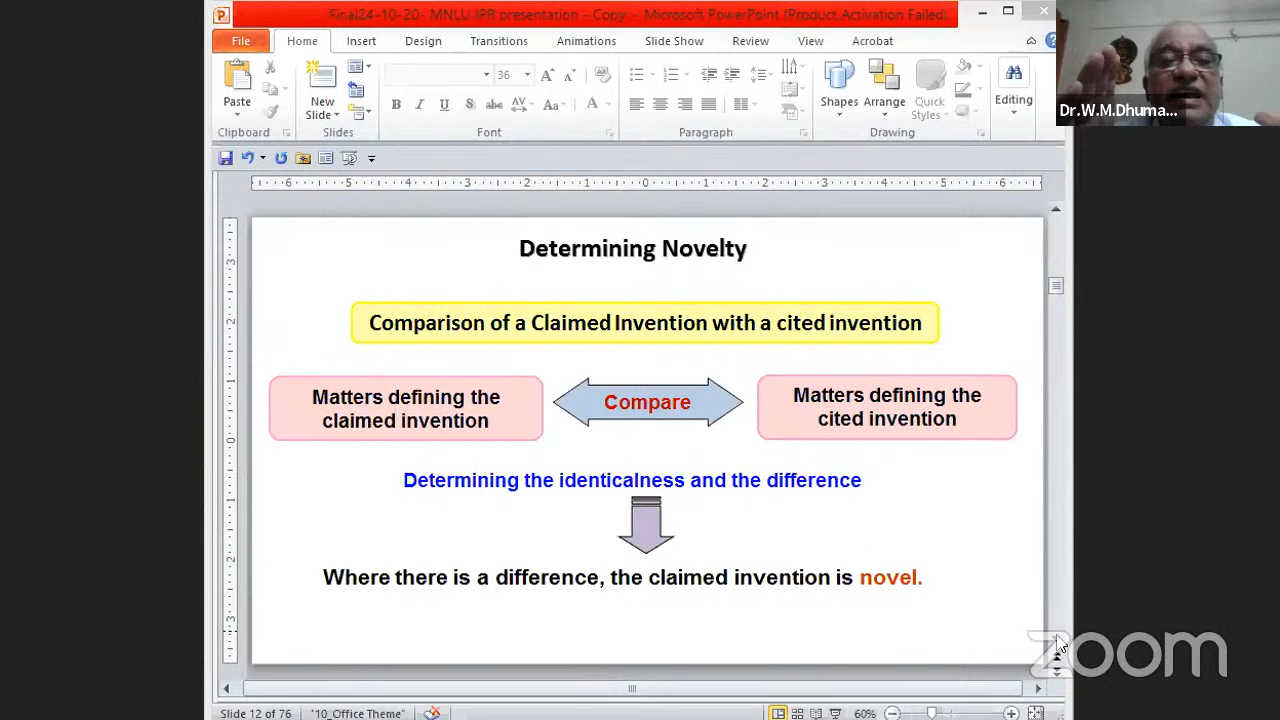 Final24-10-20- MNLU IPR presentation - Copy - Microsoft PowerPoint (Product Activation Failed)
File Home Insert Design Transitions Animations Slide Show Review View Acrobat
36
Paste
New
Slide
Shapes Arrange Quick
Styles
Editing
Clipboard Slides Font Paragraph Drawing
Dr.W.M.Dhuma...
Determining Novelty
Comparison of a Claimed Invention with a cited invention
Matters defining the
claimed invention
Compare
Matters defining the
cited invention
Determining the identicalness and the difference
Where there is a difference, the claimed invention is novel.
zoom
Slide 12 of 76 "10_Office Theme" 60%